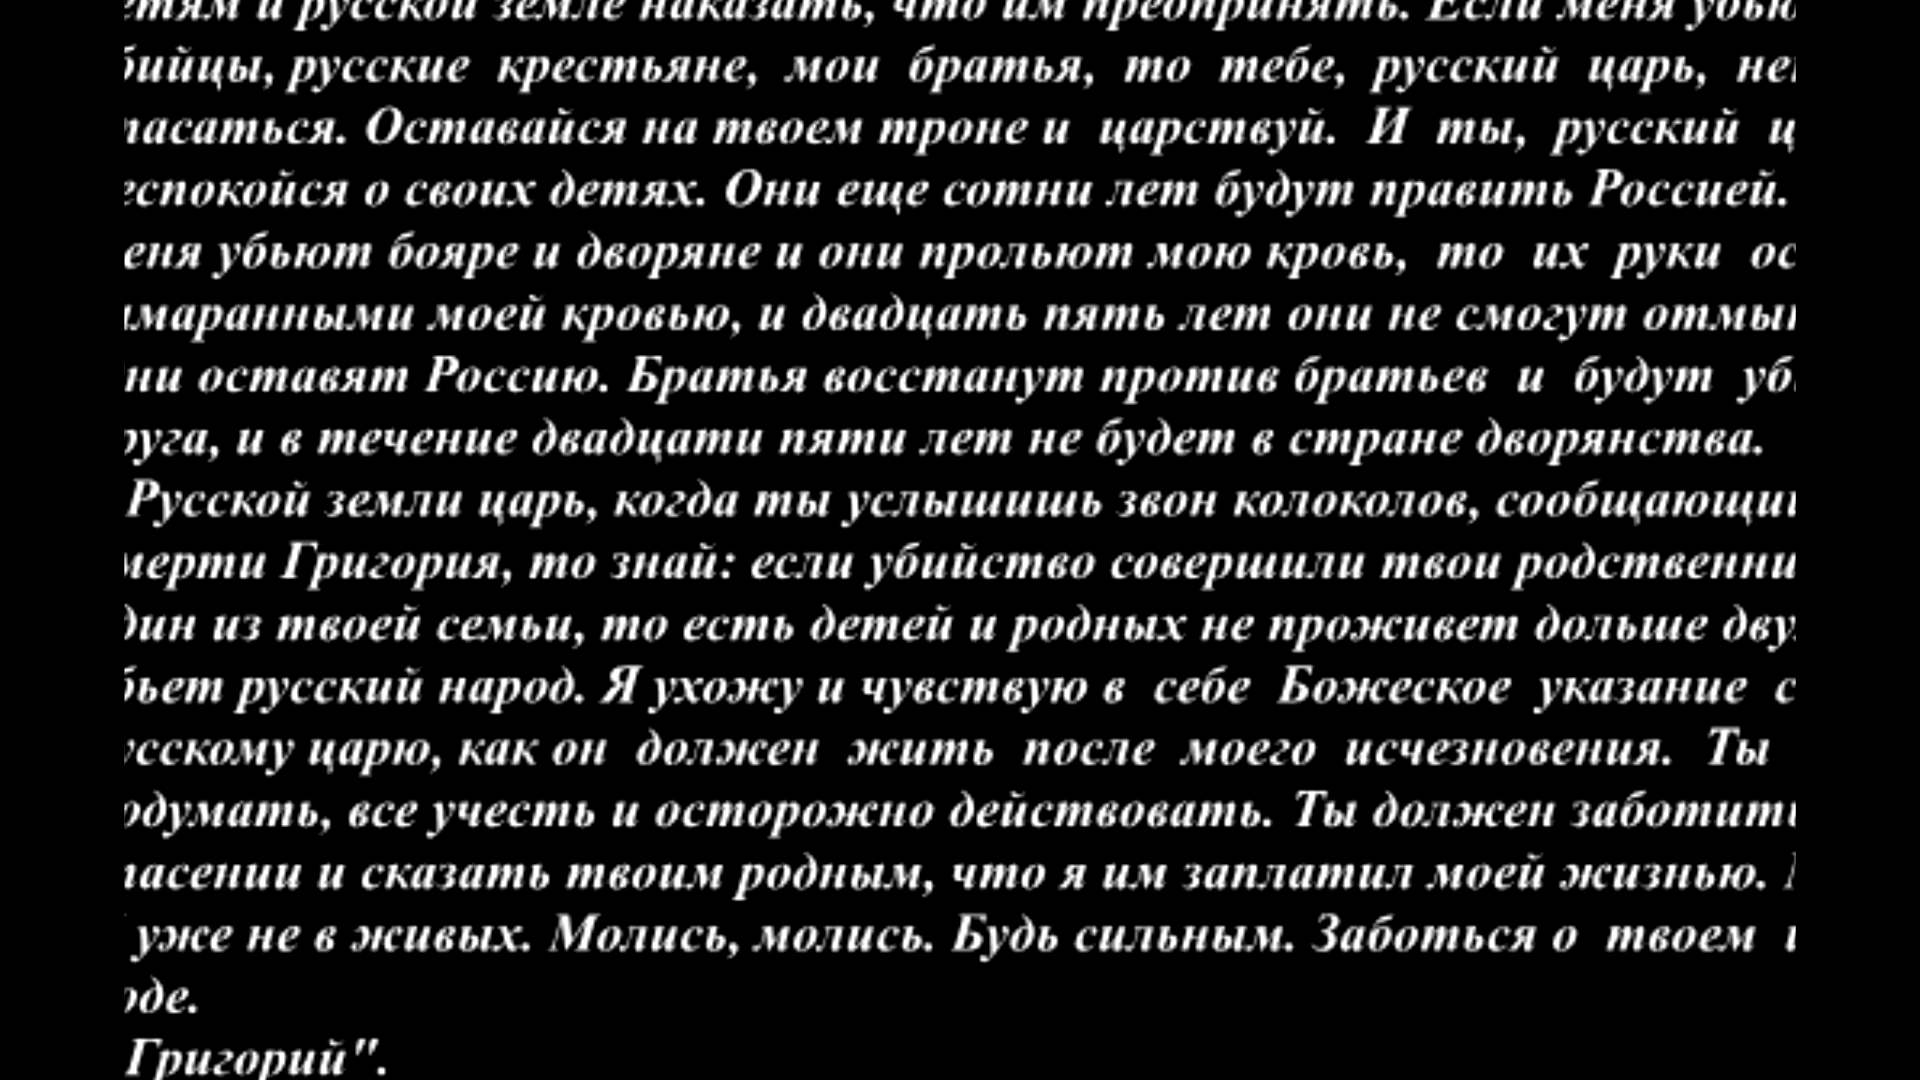 етям и русской земле наказать, что им предпринять. Если меня убью
бийцы, русские крестьяне, мои братья, то тебе, русский царь, не
пасаться. Оставайся на твоем троне и царствуй. И ты, русский ц
еспокойся о своих детях. Они еще сотни лет будут править Россией.
еня убьют бояре и дворяне и они прольют мою кровь, то их руки ос
амаранными моей кровью, и двадцать пять лет они не смогут отмы
ни оставят Россию. Братья восстанут против братьев и будут уб
руга, и в течение двадцати пяти лет не будет в стране дворянства.
Русской земли царь, когда ты услышишь звон колоколов, сообщающи
мерти Григория, то знай: если убийство совершили твои родственни
дин из твоей семьи, то есть детей и родных не проживет дольше дву
бьет русский народ. Я ухожу и чувствую в себе Божеское указание с
усскому царю, как он должен жить после моего исчезновения. Ты
одумать, все учесть и осторожно действовать. Ты должен заботить
пасении и сказать твоим родным, что я им заплатил моей жизнью.
уже не в живых. Молись, молись. Будь сильным. Заботься о твоем
оде.
Григорий".